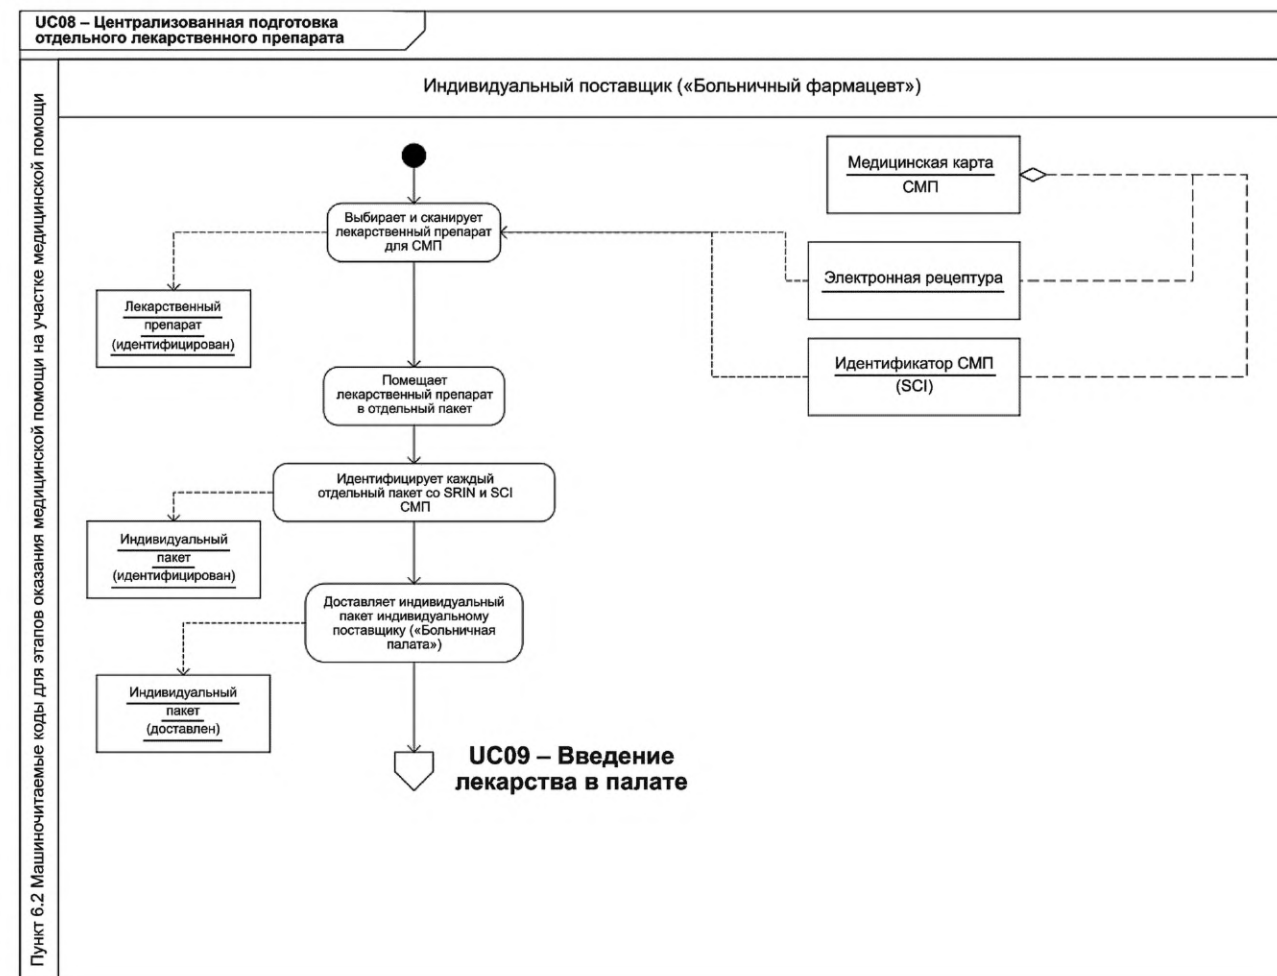 UC08 – Централизованная подготовка
отдельного лекарственного препарата
Пункт 6.2 Машиночитаемые коды для этапов оказания медицинской помощи на участке медицинской помощи
Индивидуальный поставщик («Больничный фармацевт»)
Медицинская карта
СМП
Выбирает и сканирует
лекарственный препарат
для СМП
Электронная рецептура
Лекарственный
препарат
(идентифицирован)
Идентификатор СМП
(SCI)
Помещает
лекарственный препарат
в отдельный пакет
Идентифицирует каждый
отдельный пакет со SRIN и SCI
СМП
Индивидуальный
пакет
(идентифицирован)
Доставляет индивидуальный
пакет индивидуальному
поставщику («Больничная
палата»)
Индивидуальный
пакет
(доставлен)
UC09 – Введение
лекарства в палате